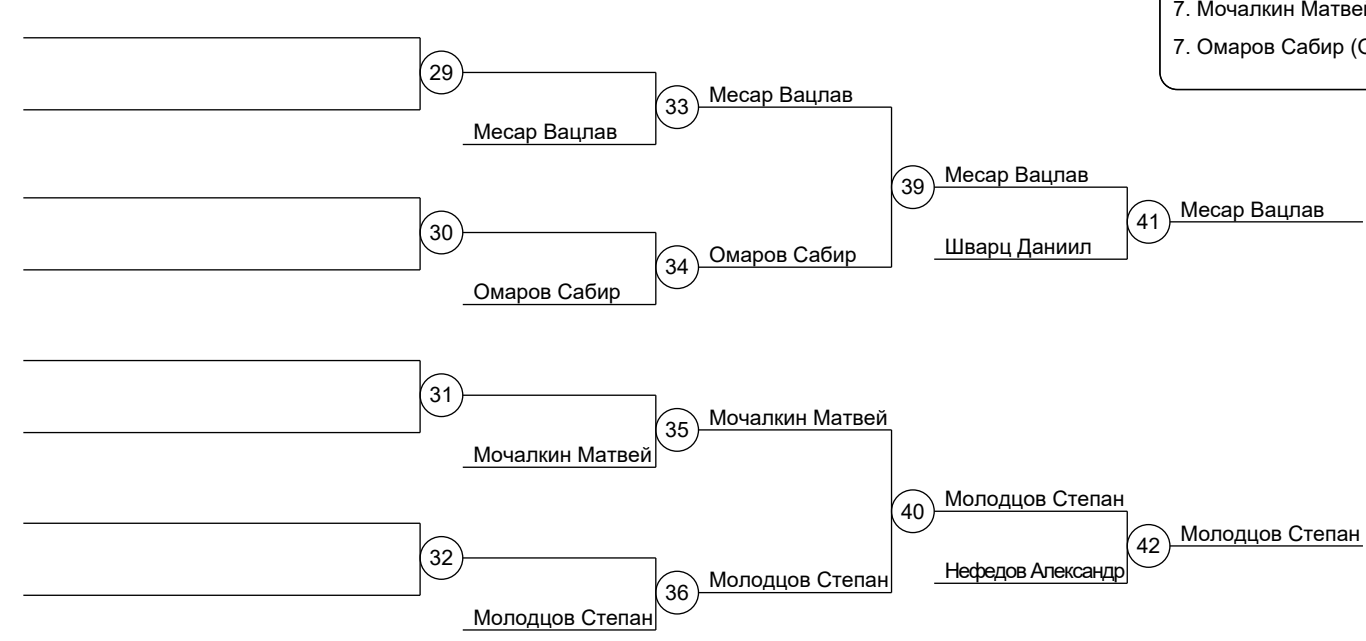 7. Мочалкин Матвей
7. Омаров Сабир (
29
33
Месар Вацлав
Месар Вацлав
39
Месар Вацлав
41
Месар Вацлав
30
34
Омаров Сабир
Шварц Даниил
Омаров Сабир
31
35
Мочалкин Матвей
Мочалкин Матвей
40
Молодцов Степан
42
Молодцов Степан
32
36
Молодцов Степан
Нефедов Александр
Молодцов Степан